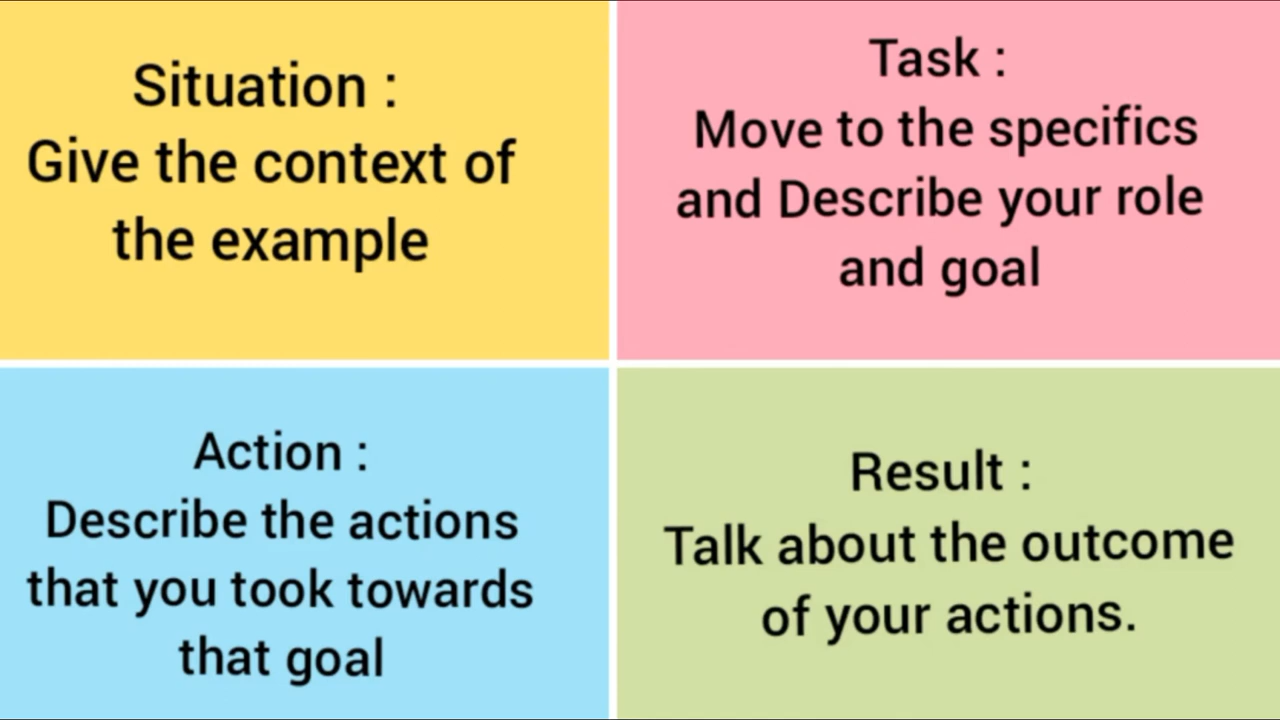 Situation :
Give the context of
the example
Task :
Move to the specifics
and Describe your role
and goal
Action :
Describe the actions
that you took towards
that goal
Result :
Talk about the outcome
of your actions.